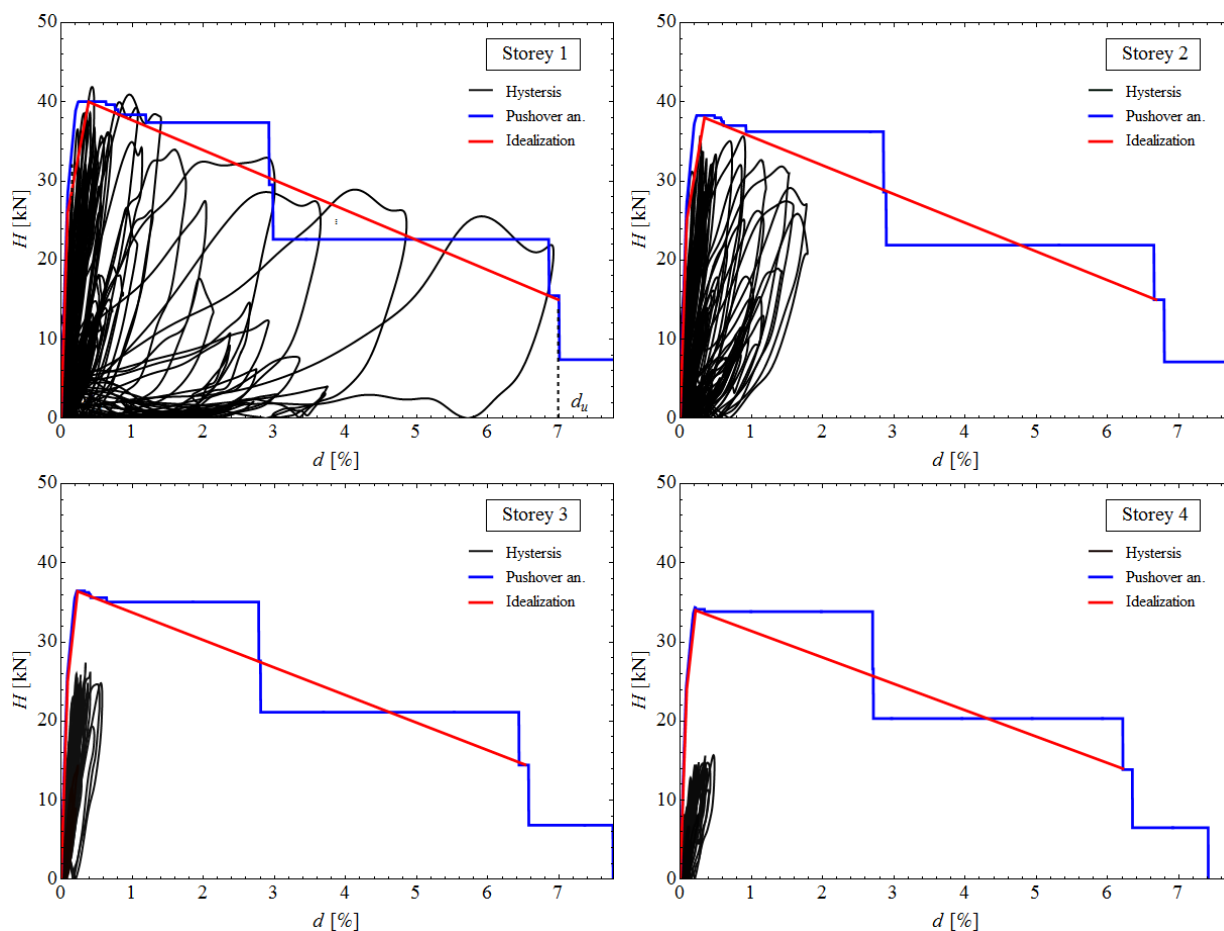 50
40
30
20
10
0
H [kN]
Storey 1
Hystersis
Pushover an.
Idealization
d_u
0 1 2 3 4 5 6 7
d [%]
50
40
30
20
10
0
H [kN]
Storey 2
Hystersis
Pushover an.
Idealization
0 1 2 3 4 5 6 7
d [%]
50
40
30
20
10
0
H [kN]
Storey 3
Hystersis
Pushover an.
Idealization
0 1 2 3 4 5 6 7
d [%]
50
40
30
20
10
0
H [kN]
Storey 4
Hystersis
Pushover an.
Idealization
0 1 2 3 4 5 6 7
d [%]